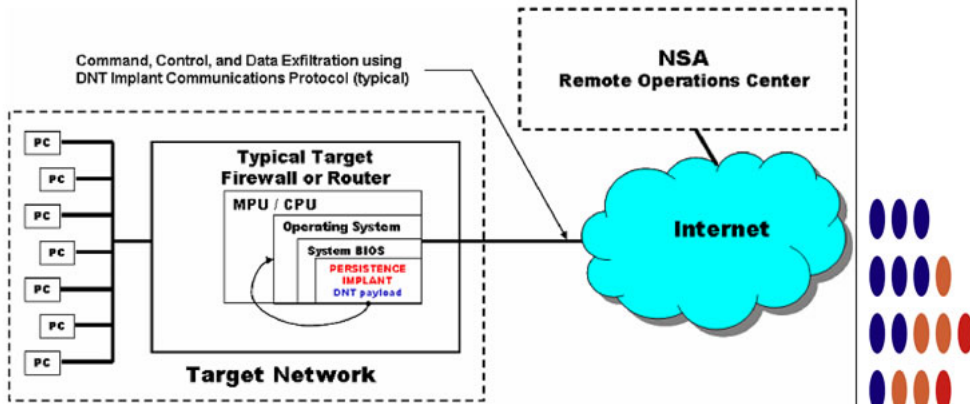 Command, Control, and Data Exfiltration using
DNT Implant Communications Protocol (typical)
NSA
Remote Operations Center
PC
PC
PC
PC
PC
PC
PC
Typical Target
Firewall or Router
MPU / CPU
Operating System
System BIOS
PERSISTENCE
IMPLANT
DNT payload
Internet
Target Network